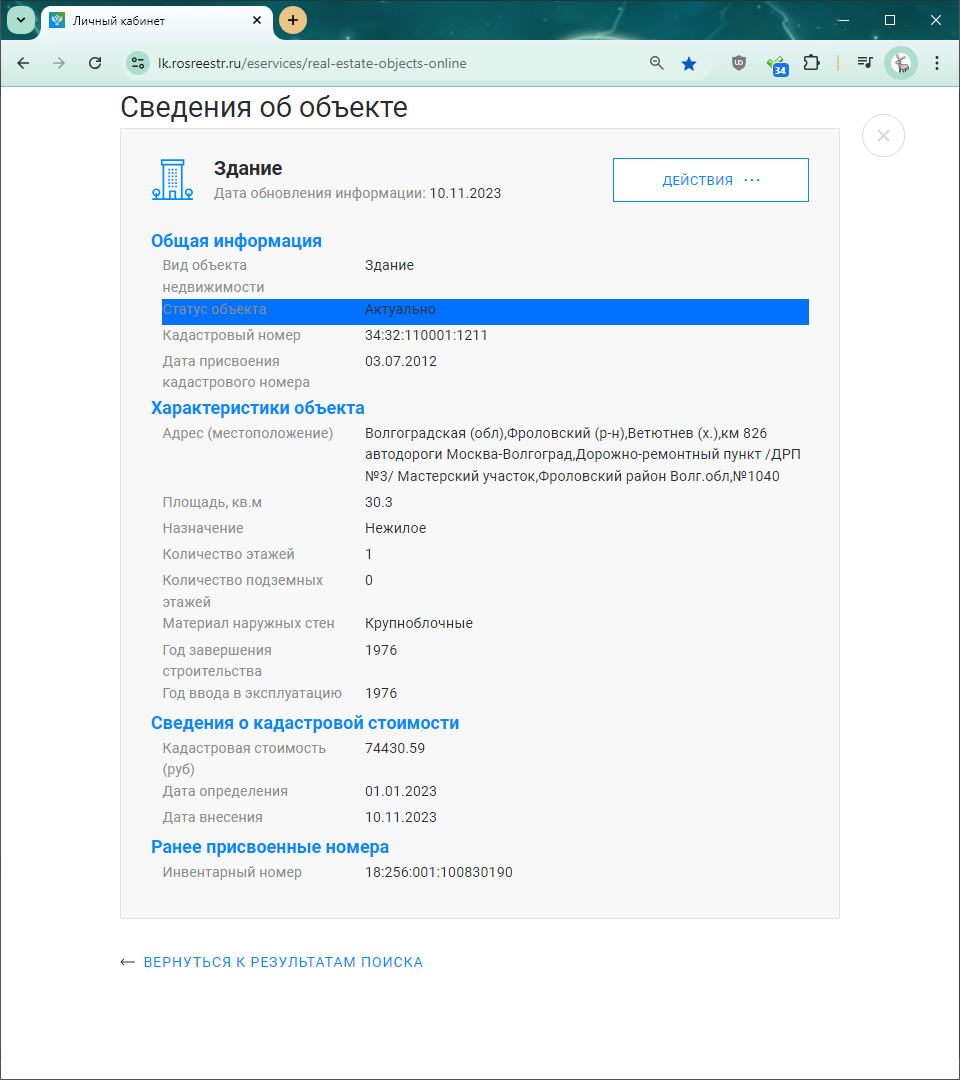 Личный кабинет
lk.rosreestr.ru/eservices/real-estate-objects-online
34
Сведения об объекте
Здание
Дата обновления информации: 10.11.2023
ДЕЙСТВИЯ ···
Общая информация
Вид объекта недвижимости Здание
Статус объекта Актуально
Кадастровый номер 34:32:110001:1211
Дата присвоения кадастрового номера 03.07.2012
Характеристики объекта
Адрес (местоположение) Волгоградская (обл),Фроловский (р-н),Ветютнев (х.),км 826
автодороги Москва-Волгоград,Дорожно-ремонтный пункт /ДРП
№3/ Мастерский участок,Фроловский район Волг.обл,№1040
Площадь, кв.м 30.3
Назначение Нежилое
Количество этажей 1
Количество подземных этажей 0
Материал наружных стен Крупноблочные
Год завершения строительства 1976
Год ввода в эксплуатацию 1976
Сведения о кадастровой стоимости
Кадастровая стоимость (руб) 74430.59
Дата определения 01.01.2023
Дата внесения 10.11.2023
Ранее присвоенные номера
Инвентарный номер 18:256:001:100830190
← ВЕРНУТЬСЯ К РЕЗУЛЬТАТАМ ПОИСКА